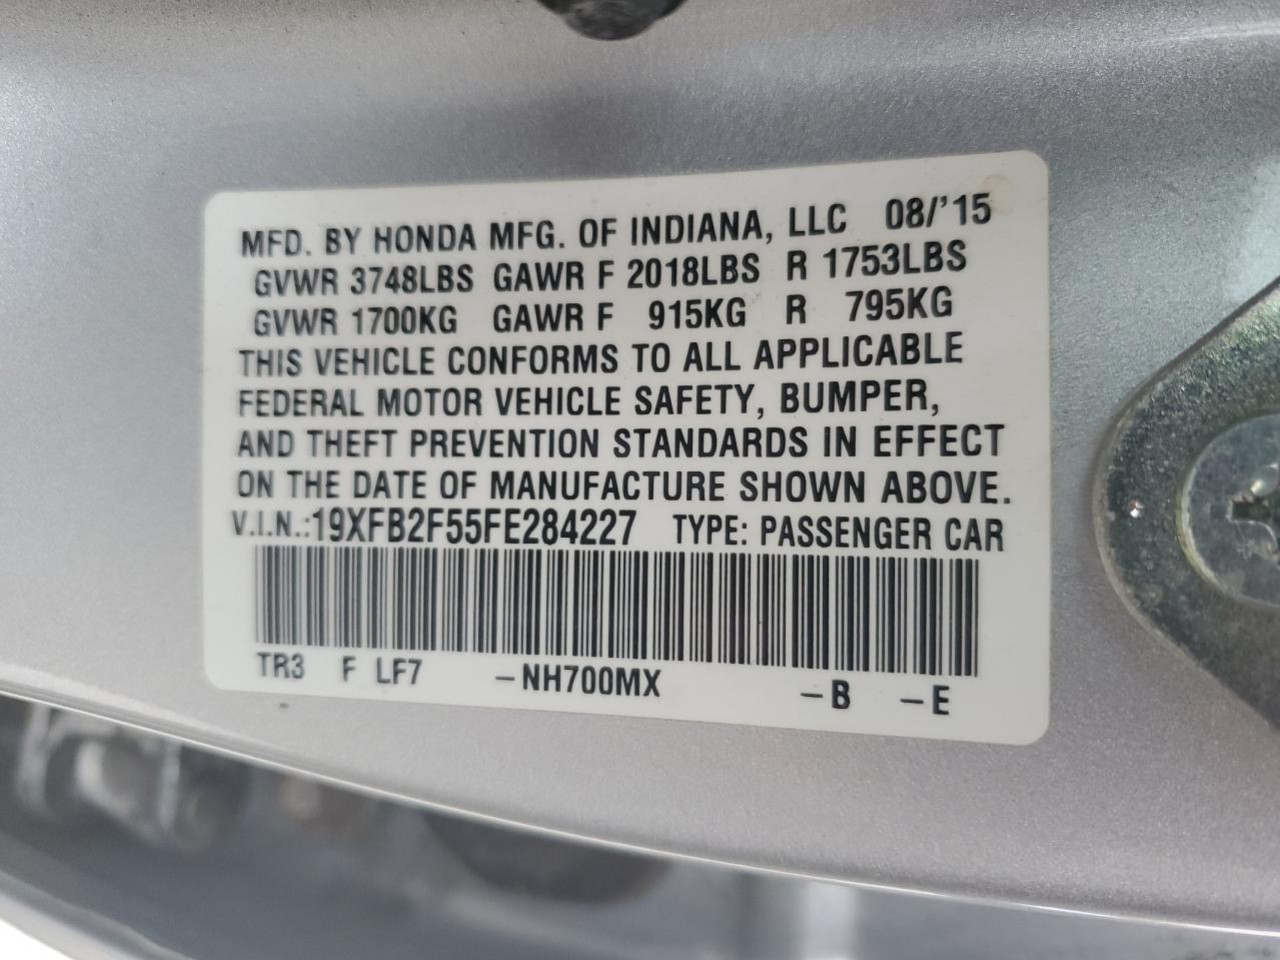 MFD. BY HONDA MFG. OF INDIANA, LLC 08/'15
GVWR 3748LBS GAWR F 2018LBS R 1753LBS
GVWR 1700KG GAWR F 915KG R 795KG
THIS VEHICLE CONFORMS TO ALL APPLICABLE
FEDERAL MOTOR VEHICLE SAFETY, BUMPER,
AND THEFT PREVENTION STANDARDS IN EFFECT
ON THE DATE OF MANUFACTURE SHOWN ABOVE.
V.I.N.:19XFB2F55FE284227 TYPE: PASSENGER CAR
TR3 F LF7 -NH700MX -B -E